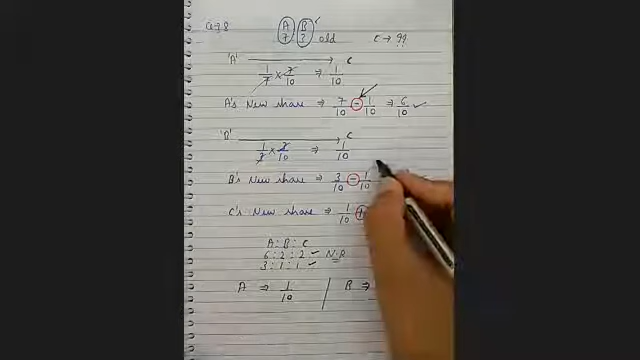 Q→8 A B old C→ ??
7 3
'A' → C
1/7 × 7/10 ⇒ 1/10
A's New share ⇒ 7/10 − 1/10 ⇒ 6/10 ✓
'B' → C
1/3 × 3/10 ⇒ 1/10
B's New share ⇒ 3/10 − 1/10
C's New share ⇒ 1/10 +
A : B : C
6 : 2 : 2 ✓ N.R
3 : 1 : 1 ✓
A ⇒ 1/10 | B ⇒